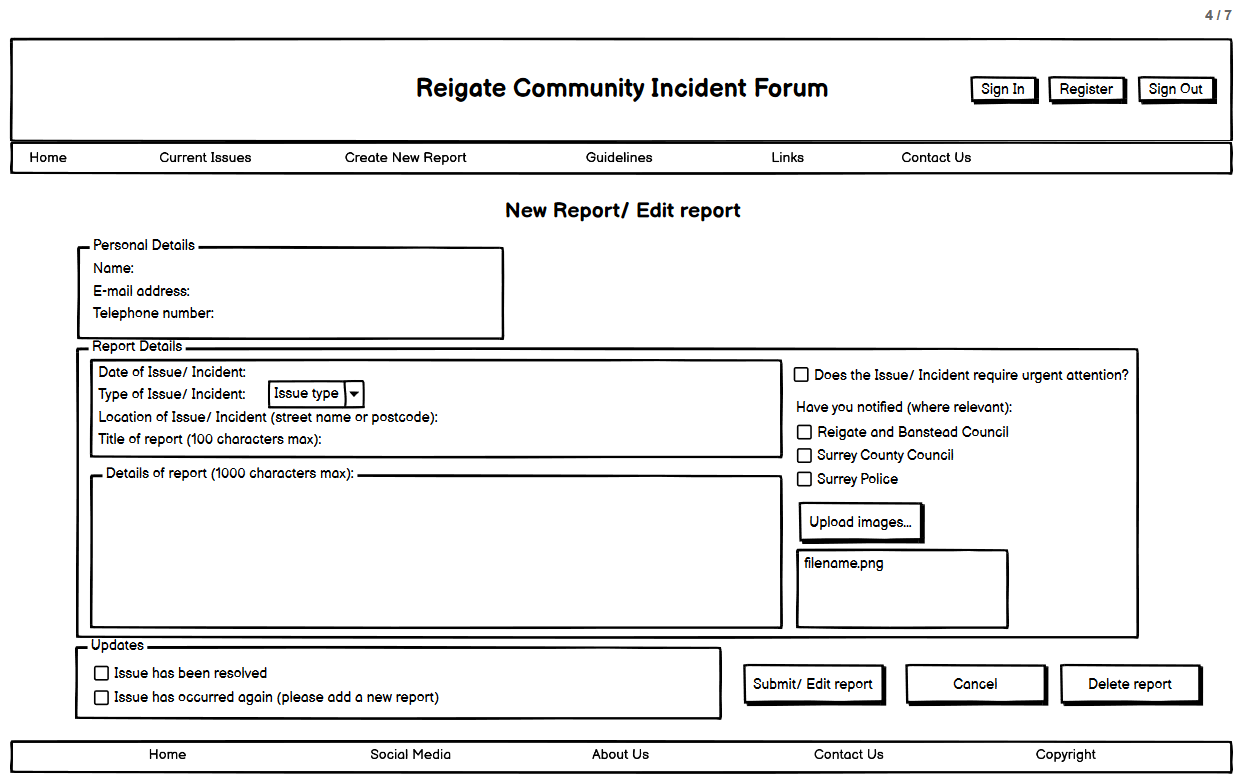 4 / 7
Reigate Community Incident Forum
Sign In Register Sign Out
Home Current Issues Create New Report Guidelines Links Contact Us
New Report/ Edit report
Personal Details
Name:
E-mail address:
Telephone number:
Report Details
Date of Issue/ Incident:
Type of Issue/ Incident: Issue type
Location of Issue/ Incident (street name or postcode):
Title of report (100 characters max):
Details of report (1000 characters max):
Does the Issue/ Incident require urgent attention?
Have you notified (where relevant):
Reigate and Banstead Council
Surrey County Council
Surrey Police
Upload images...
filename.png
Updates
Issue has been resolved
Issue has occurred again (please add a new report)
Submit/ Edit report Cancel Delete report
Home Social Media About Us Contact Us Copyright